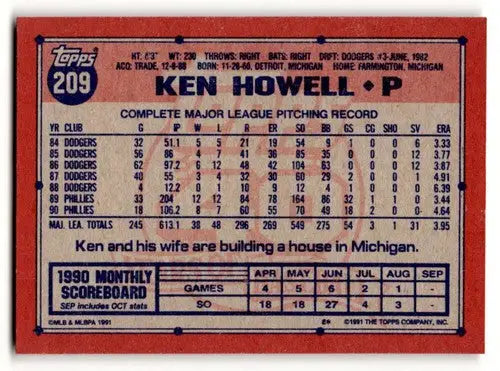 Topps
209
HT: 6'3" WT: 230 THROWS: RIGHT BATS: RIGHT DRFT: DODGERS #3-JUNE, 1982
ACQ: TRADE, 12-8-88 BORN: 11-28-60, DETROIT, MICHIGAN HOME: FARMINGTON, MICHIGAN
KEN HOWELL • P
COMPLETE MAJOR LEAGUE PITCHING RECORD
YR CLUB G IP W L R ER SO BB GS CG SHO SV ERA
84 DODGERS 32 51.1 5 5 21 19 54 9 1 0 0 6 3.33
85 DODGERS 56 86 4 7 41 36 85 35 0 0 0 12 3.77
86 DODGERS 62 97.2 6 12 48 42 104 63 0 0 0 12 3.87
87 DODGERS 40 55 3 4 32 30 60 29 2 0 0 1 4.91
88 DODGERS 4 12.2 0 1 10 9 12 4 1 0 0 0 6.39
89 PHILLIES 33 204 12 12 84 78 164 86 32 1 1 0 3.44
90 PHILLIES 18 106.2 8 7 60 55 70 49 18 2 0 0 4.64
MAJ. LEA. TOTALS 245 613.1 38 48 296 269 549 275 54 3 1 31 3.95
Ken and his wife are building a house in Michigan.
1990 MONTHLY SCOREBOARD
SEP includes OCT stats
APR MAY JUN JUL AUG SEP
GAMES 4 5 6 2 1 -
SO 18 18 27 4 3 -
©MLB & MLBPA 1991
©1991 THE TOPPS COMPANY, INC.